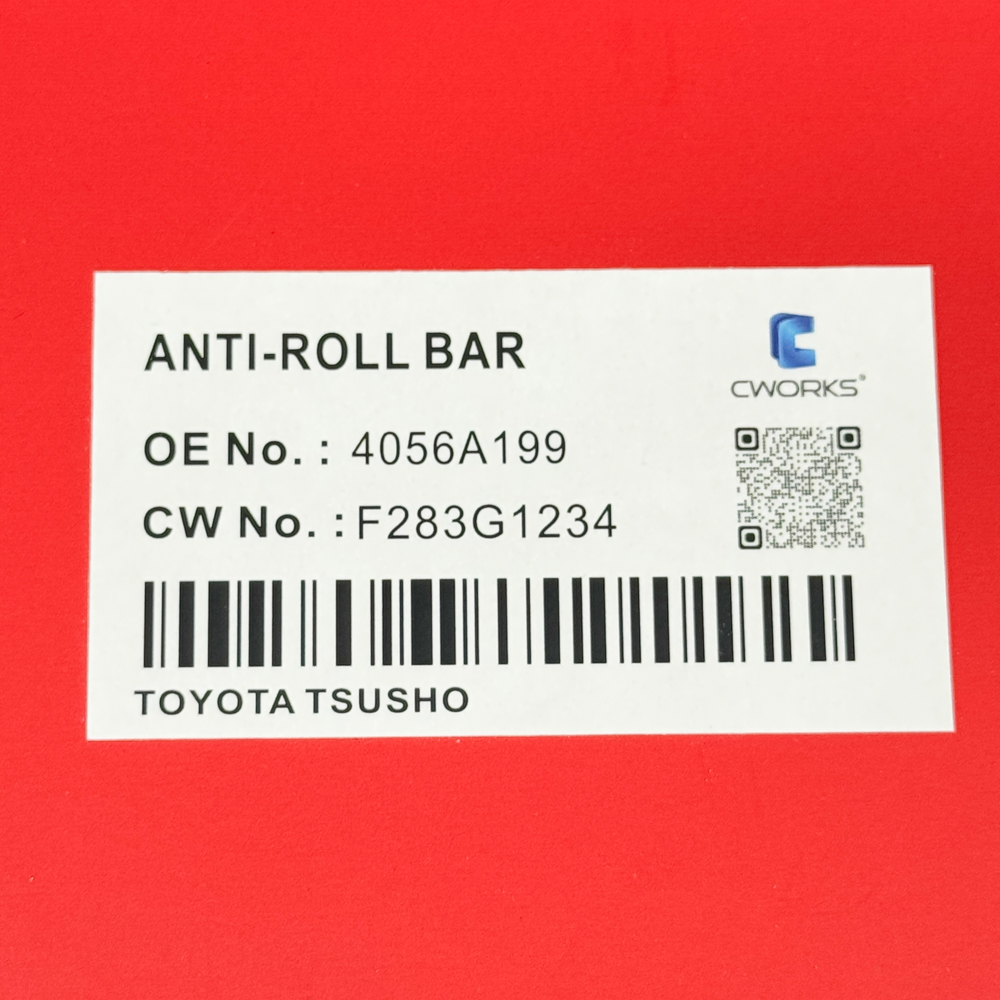 ANTI-ROLL BAR
CWORKS®
OE No. : 4056A199
CW No. : F283G1234
TOYOTA TSUSHO